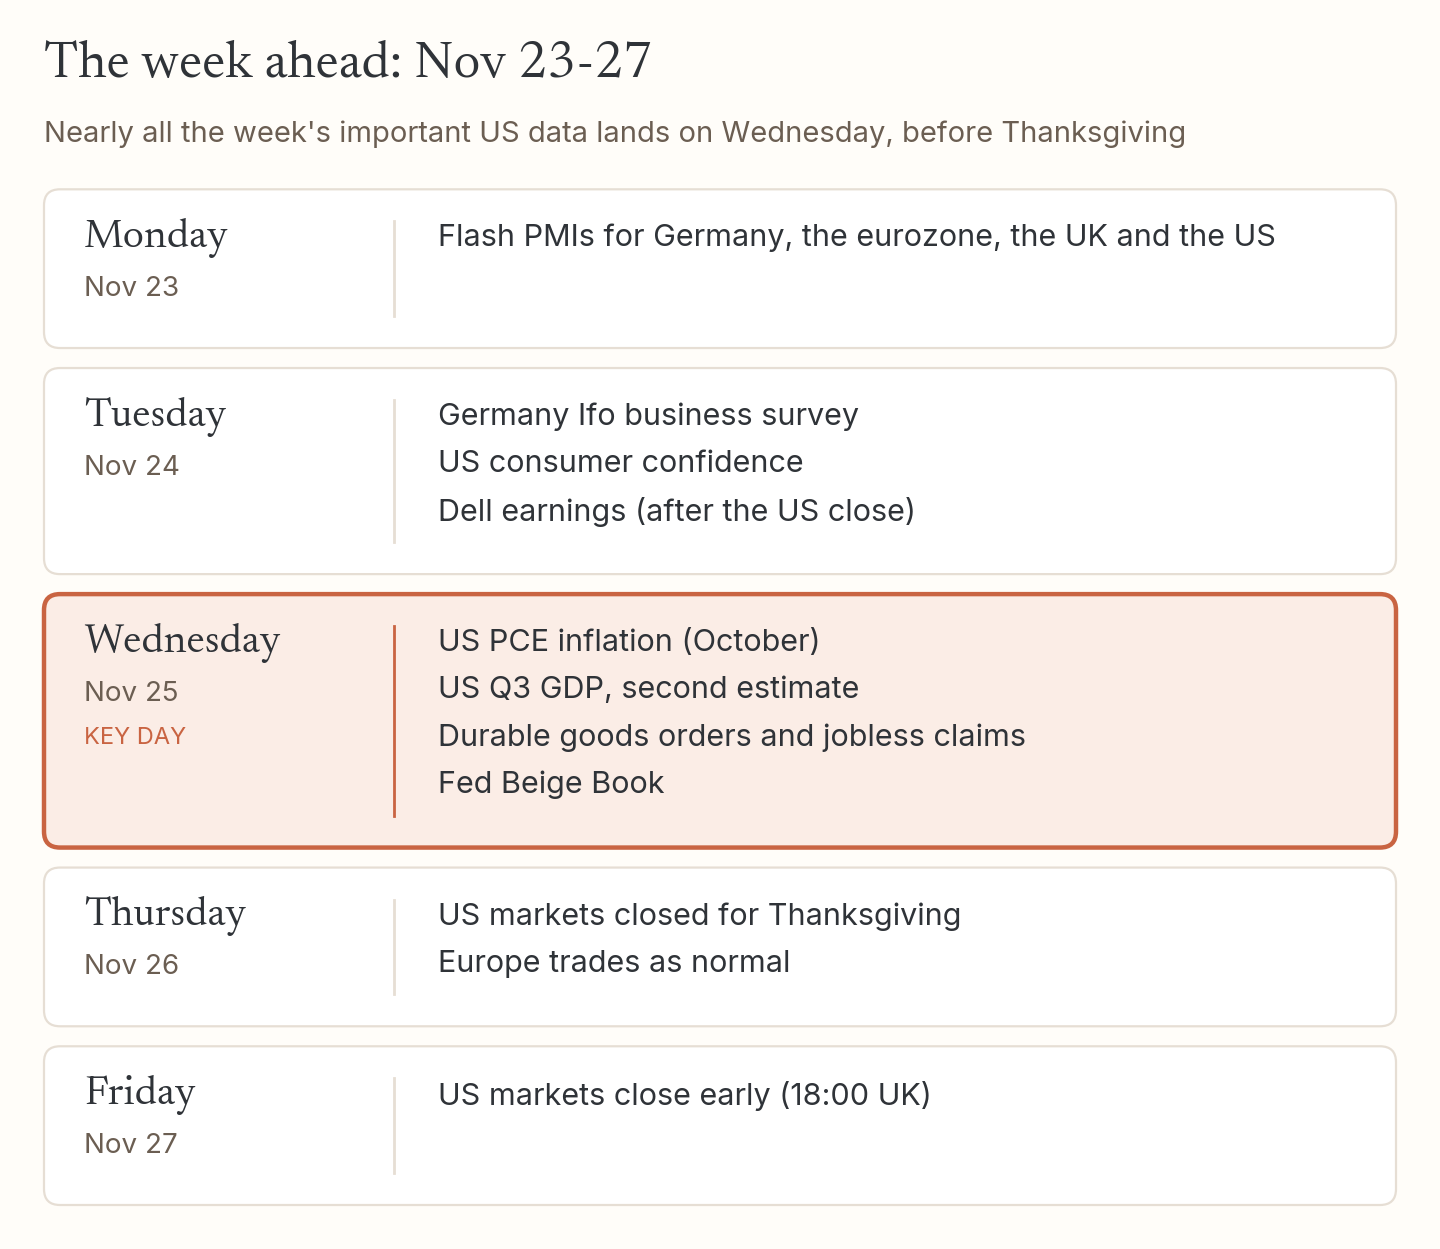 The week ahead: Nov 23-27
Nearly all the week's important US data lands on Wednesday, before Thanksgiving
Monday
Nov 23
Flash PMIs for Germany, the eurozone, the UK and the US
Tuesday
Nov 24
Germany Ifo business survey
US consumer confidence
Dell earnings (after the US close)
Wednesday
Nov 25
KEY DAY
US PCE inflation (October)
US Q3 GDP, second estimate
Durable goods orders and jobless claims
Fed Beige Book
Thursday
Nov 26
US markets closed for Thanksgiving
Europe trades as normal
Friday
Nov 27
US markets close early (18:00 UK)